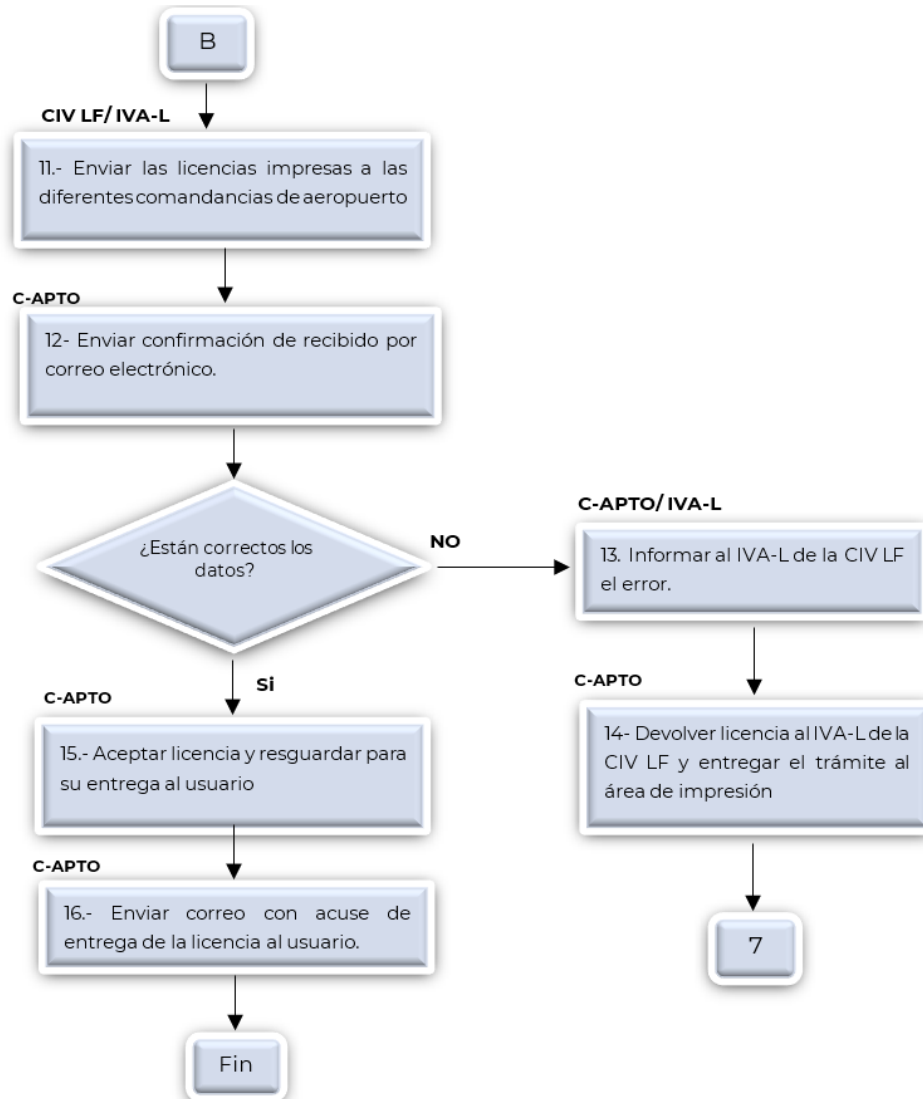 B
CIV LF/ IVA-L
11.- Enviar las licencias impresas a las
diferentes comandancias de aeropuerto
C-APTO
12- Enviar confirmación de recibido por
correo electrónico.
¿Están correctos los
datos?
NO
C-APTO/ IVA-L
13. Informar al IVA-L de la CIV LF
el error.
Si
C-APTO
15.- Aceptar licencia y resguardar para
su entrega al usuario
C-APTO
14- Devolver licencia al IVA-L de la
CIV LF y entregar el trámite al
área de impresión
C-APTO
16.- Enviar correo con acuse de
entrega de la licencia al usuario.
7
Fin